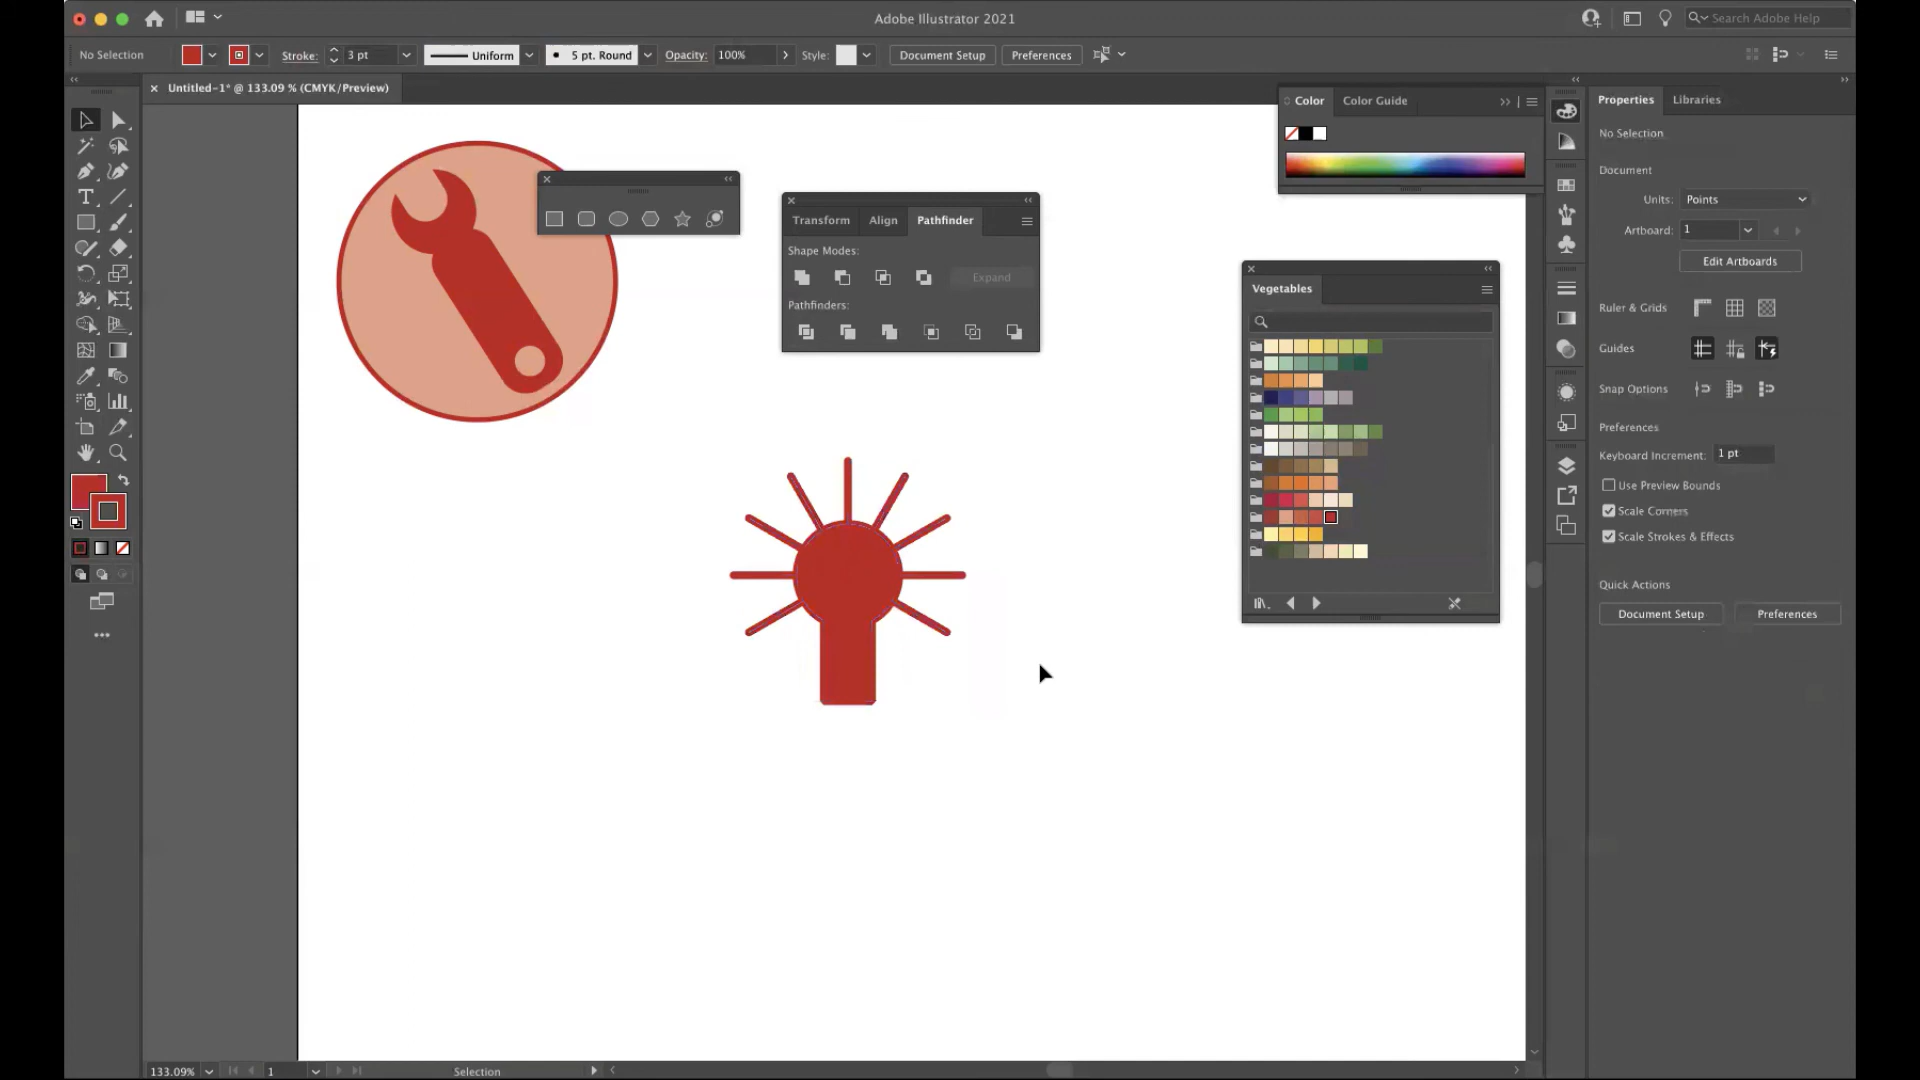 Adobe Illustrator 2021
Search Adobe Help
No Selection
Stroke:
3 pt
Uniform
5 pt. Round
Opacity:
100%
Style:
Document Setup
Preferences
Untitled-1* @ 133.09 % (CMYK/Preview)
Color
Color Guide
Properties
Libraries
No Selection
Document
Units:
Points
Artboard:
1
Edit Artboards
Ruler & Grids
Guides
Snap Options
Preferences
Keyboard Increment:
1 pt
Use Preview Bounds
Scale Corners
Scale Strokes & Effects
Quick Actions
Document Setup
Preferences
Transform
Align
Pathfinder
Shape Modes:
Expand
Pathfinders:
Vegetables
133.09%
1
Selection